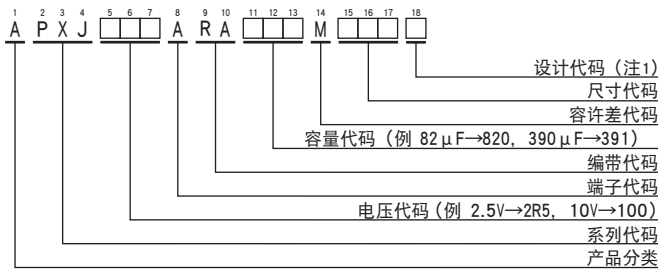 1 2 3 4 5 6 7 8 9 10 11 12 13 14 15 16 17 18
A PXJ □□□ A RA □□□ M □□□ □
设计代码（注1）
尺寸代码
容许差代码
容量代码（例 82μF→820, 390μF→391）
编带代码
端子代码
电压代码（例 2.5V→2R5, 10V→100）
系列代码
产品分类